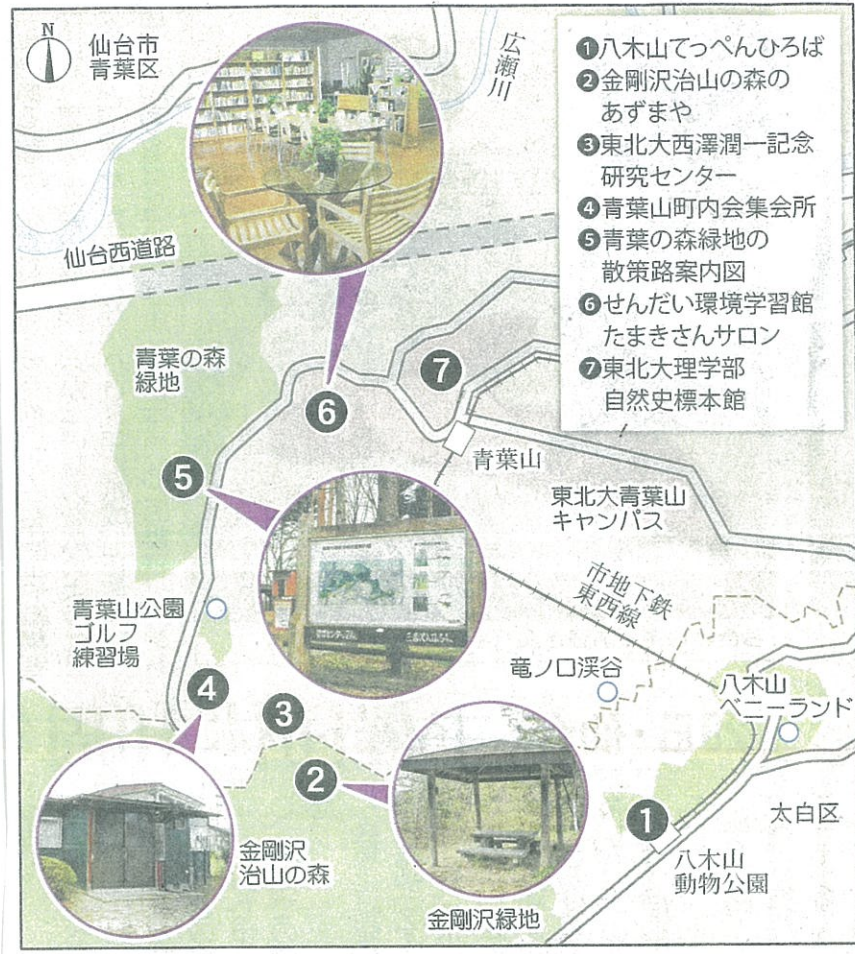 N
仙台市
青葉区
広瀬川
❶八木山てっぺんひろば
❷金剛沢治山の森の
あずまや
❸東北大西澤潤一記念
研究センター
❹青葉山町内会集会所
❺青葉の森緑地の
散策路案内図
❻せんだい環境学習館
たまきさんサロン
❼東北大理学部
自然史標本館
仙台西道路
青葉の森
緑地
❼
❻
青葉山
❺
東北大青葉山
キャンパス
市地下鉄
東西線
青葉山公園
ゴルフ
練習場
竜ノ口渓谷
八木山
ベニーランド
❹
❸
❷
❶
太白区
金剛沢
治山の森
八木山
動物公園
金剛沢緑地